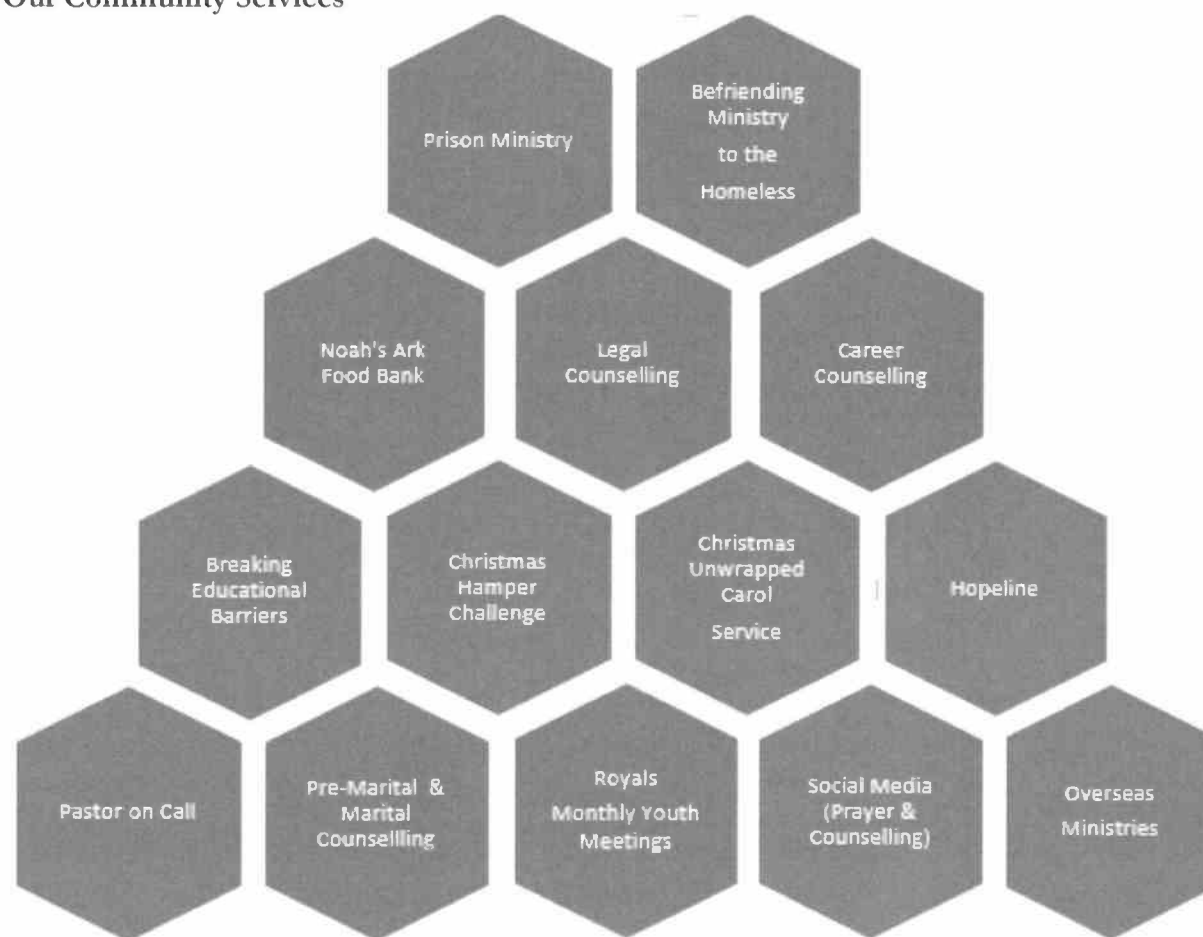 Our Community Services
Prison Ministry
Befriending
Ministry
to the
Homeless
Noah's Ark
Food Bank
Legal
Counselling
Career
Counselling
Breaking
Educational
Barriers
Christmas
Hamper
Challenge
Christmas
Unwrapped
Carol
Service
Hopeline
Pastor on Call
Pre-Marital &
Marital
Counsellling
Royals
Monthly Youth
Meetings
Social Media
(Prayer &
Counselling)
Overseas
Ministries